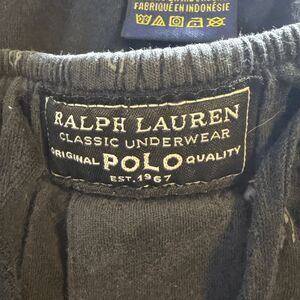 FABRIQUÉ EN INDONÉSIE
RALPH LAUREN
CLASSIC UNDERWEAR
ORIGINAL POLO QUALITY
EST. 1967